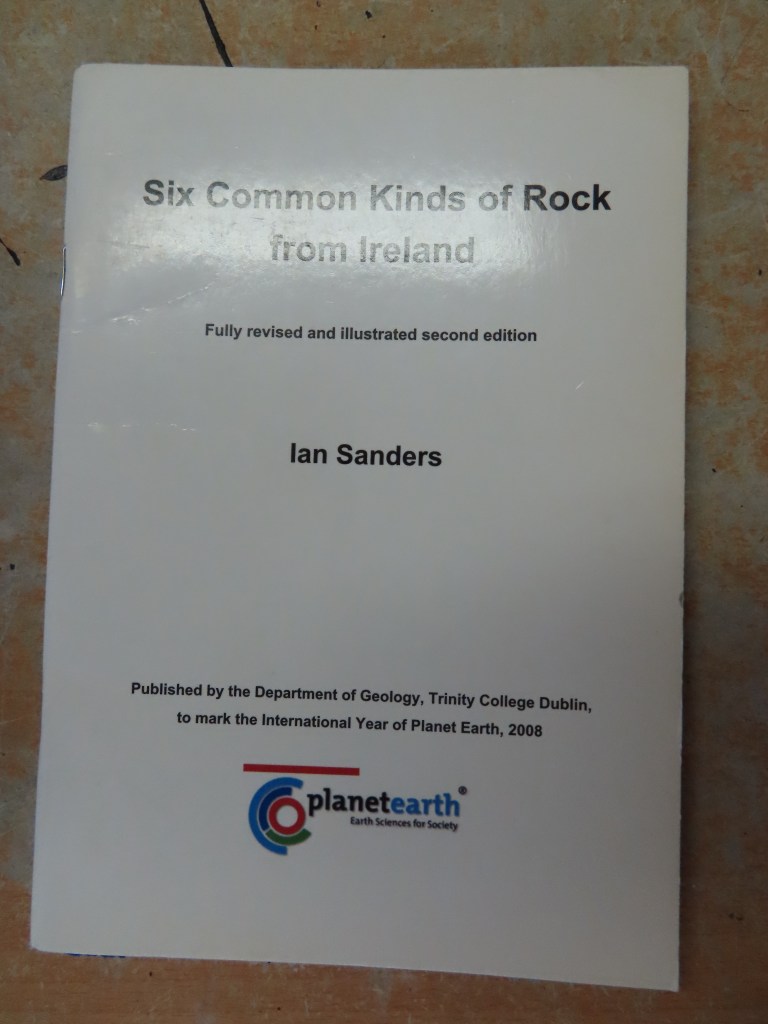 Six Common Kinds of Rock
from Ireland
Fully revised and illustrated second edition
Ian Sanders
Published by the Department of Geology, Trinity College Dublin,
to mark the International Year of Planet Earth, 2008
planetearth®
Earth Sciences for Society